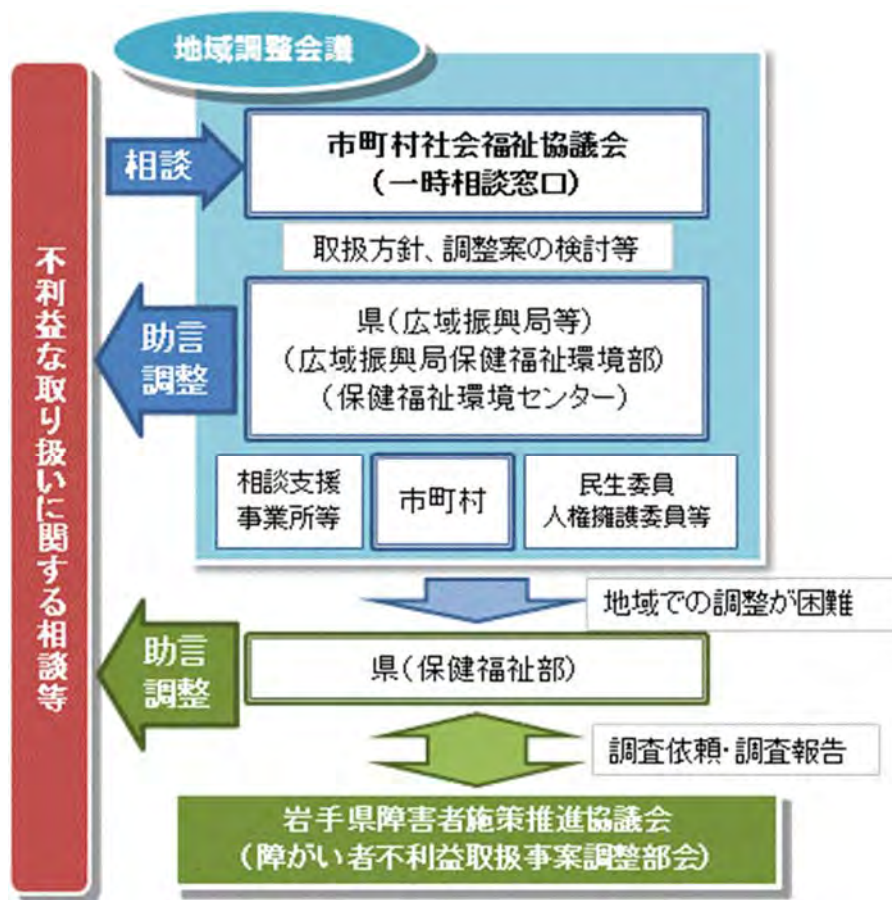 地域調整会議
不利益な取り扱いに関する相談等
相談
市町村社会福祉協議会
（一時相談窓口）
取扱方針、調整案の検討等
助言
調整
県（広域振興局等）
（広域振興局保健福祉環境部）
（保健福祉環境センター）
相談支援
事業所等
市町村
民生委員
人権擁護委員等
地域での調整が困難
助言
調整
県（保健福祉部）
調査依頼・調査報告
岩手県障害者施策推進協議会
（障がい者不利益取扱事案調整部会）